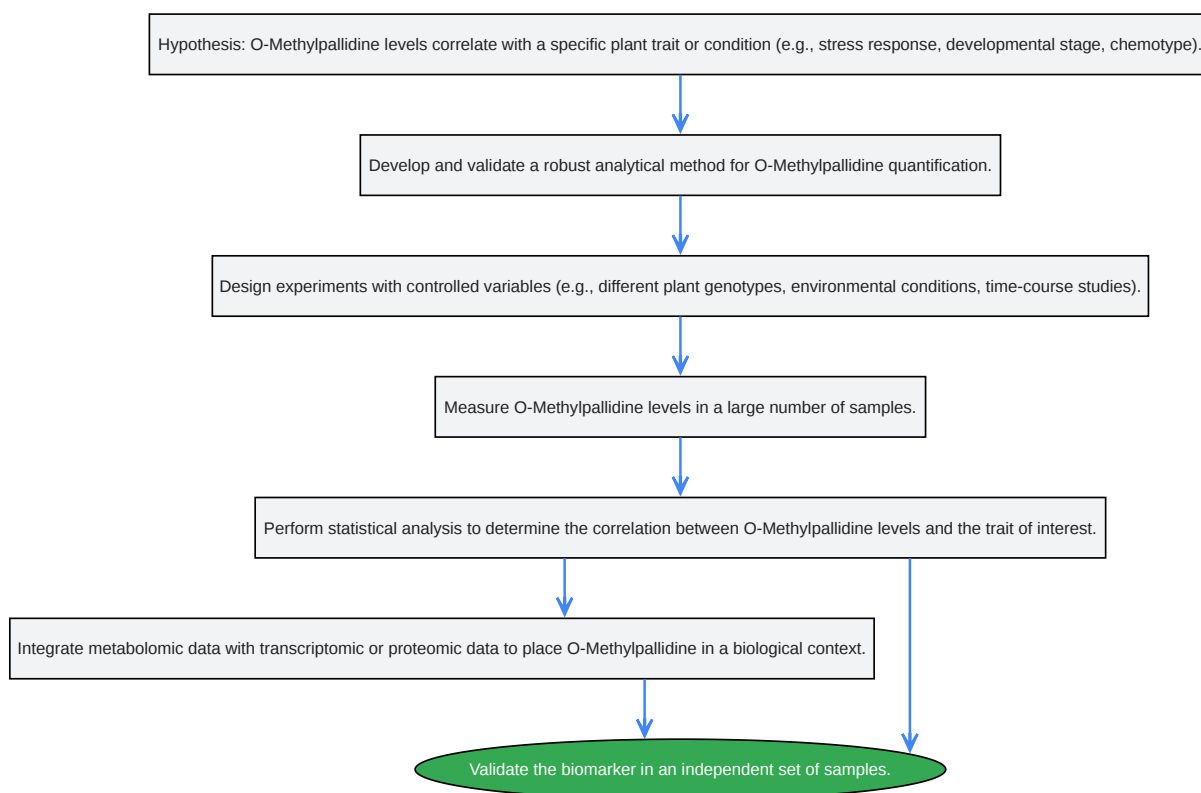 Hypothesis: O-Methylpallidine levels correlate with a specific plant trait or condition (e.g., stress response, developmental stage, chemotype).
Develop and validate a robust analytical method for O-Methylpallidine quantification.
Design experiments with controlled variables (e.g., different plant genotypes, environmental conditions, time-course studies).
Measure O-Methylpallidine levels in a large number of samples.
Perform statistical analysis to determine the correlation between O-Methylpallidine levels and the trait of interest.
Integrate metabolomic data with transcriptomic or proteomic data to place O-Methylpallidine in a biological context.
Validate the biomarker in an independent set of samples.